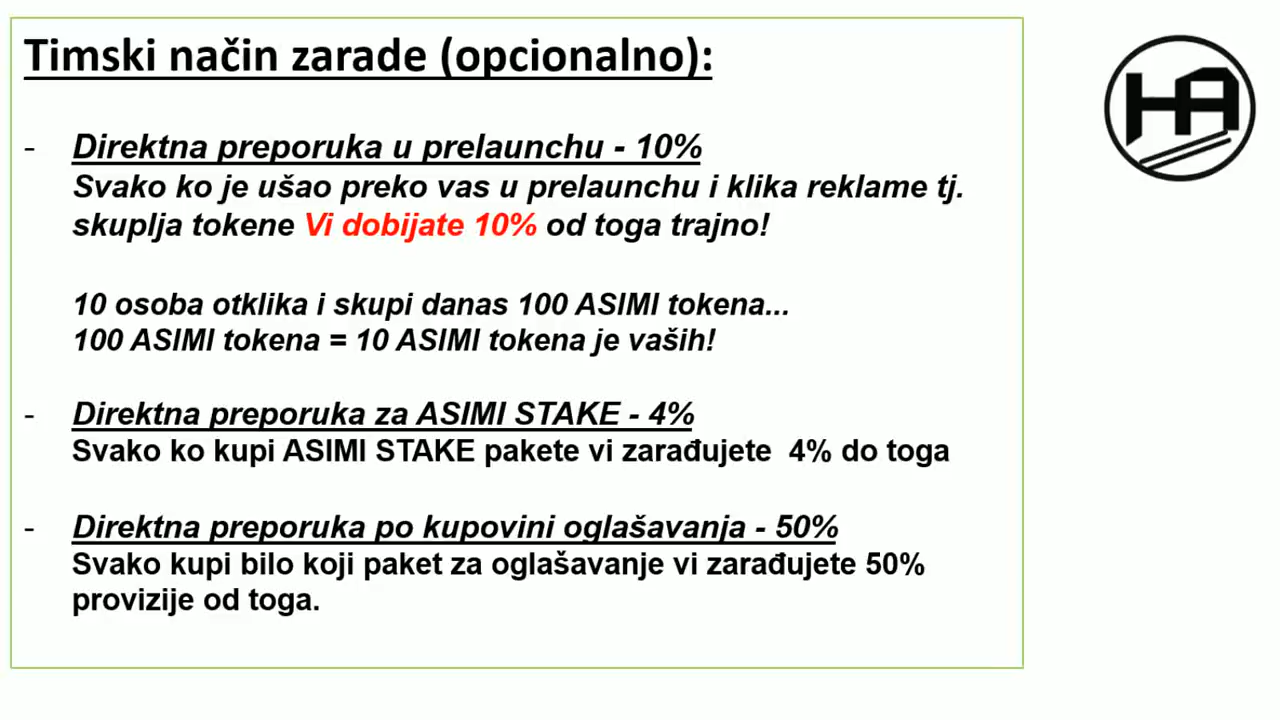 Timski način zarade (opcionalno):
- Direktna preporuka u prelaunchu - 10%
Svako ko je ušao preko vas u prelaunchu i klika reklame tj.
skuplja tokene Vi dobijate 10% od toga trajno!
10 osoba otklika i skupi danas 100 ASIMI tokena...
100 ASIMI tokena = 10 ASIMI tokena je vaših!
- Direktna preporuka za ASIMI STAKE - 4%
Svako ko kupi ASIMI STAKE pakete vi zarađujete 4% do toga
- Direktna preporuka po kupovini oglašavanja - 50%
Svako kupi bilo koji paket za oglašavanje vi zarađujete 50%
provizije od toga.
HA